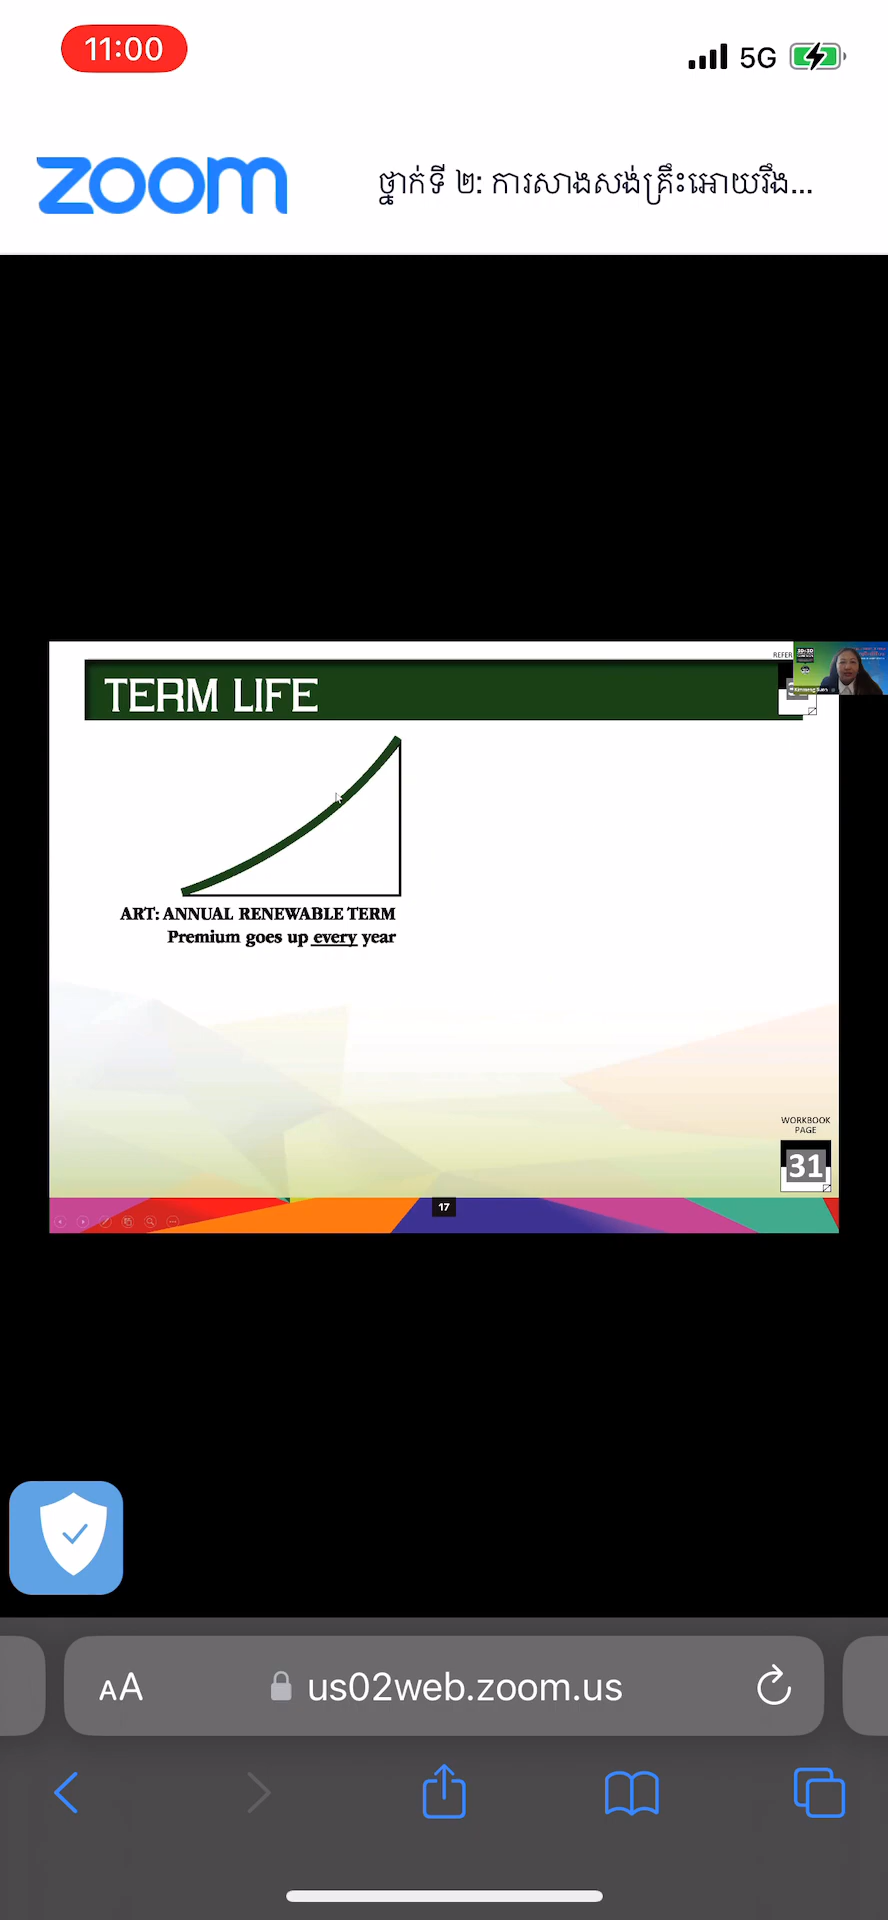 11:00
5G
zoom
ថ្នាក់ទី ២: ការសាងសង់គ្រឹះអោយរឹង...
TERM LIFE
ART: ANNUAL RENEWABLE TERM
Premium goes up every year
WORKBOOK
PAGE
31
17
AA
us02web.zoom.us